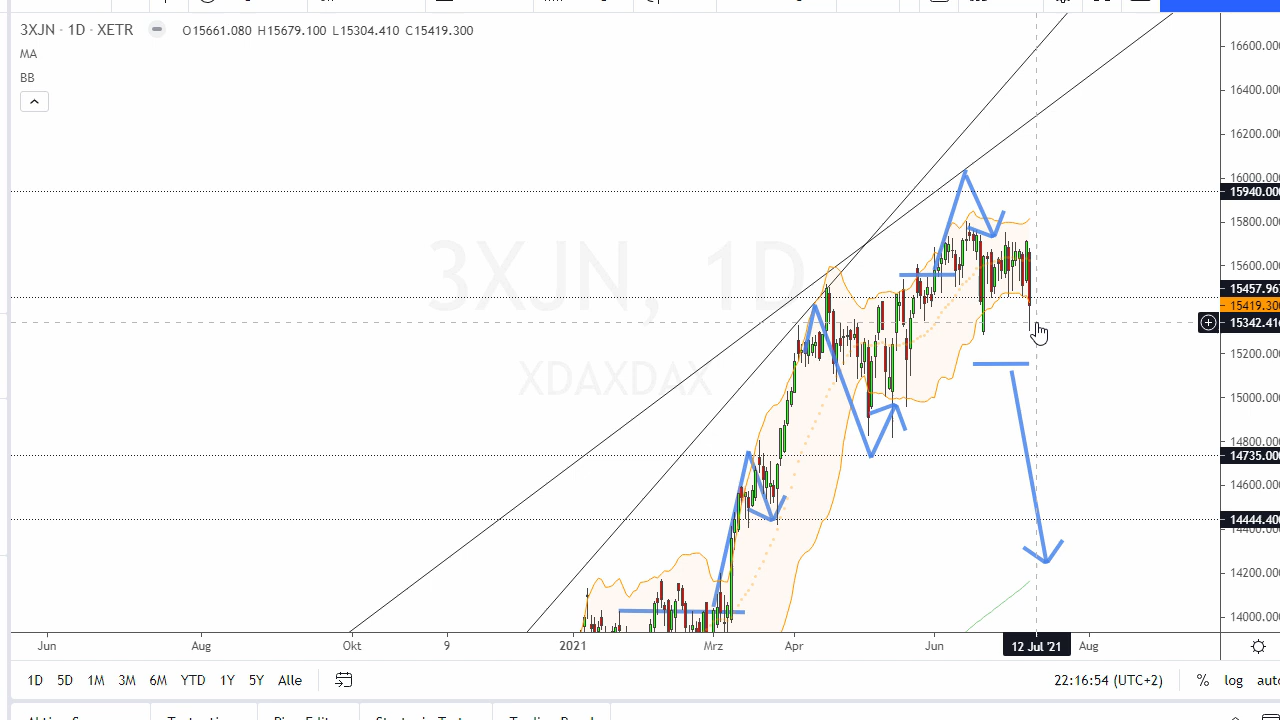 3XJN · 1D · XETR
O15661.080 H15679.100 L15304.410 C15419.300
MA
BB
3XJN, 1D
XDAXDAX
16600.000
16400.000
16200.000
16000.000
15940.000
15800.000
15600.000
15457.967
15419.300
15342.410
15200.000
15000.000
14800.000
14735.000
14600.000
14444.400
14400.000
14200.000
14000.000
Jun Aug Okt 9 2021 Mrz Apr Jun 12 Jul '21 Aug
1D 5D 1M 3M 6M YTD 1Y 5Y Alle
22:16:54 (UTC+2) % log auto